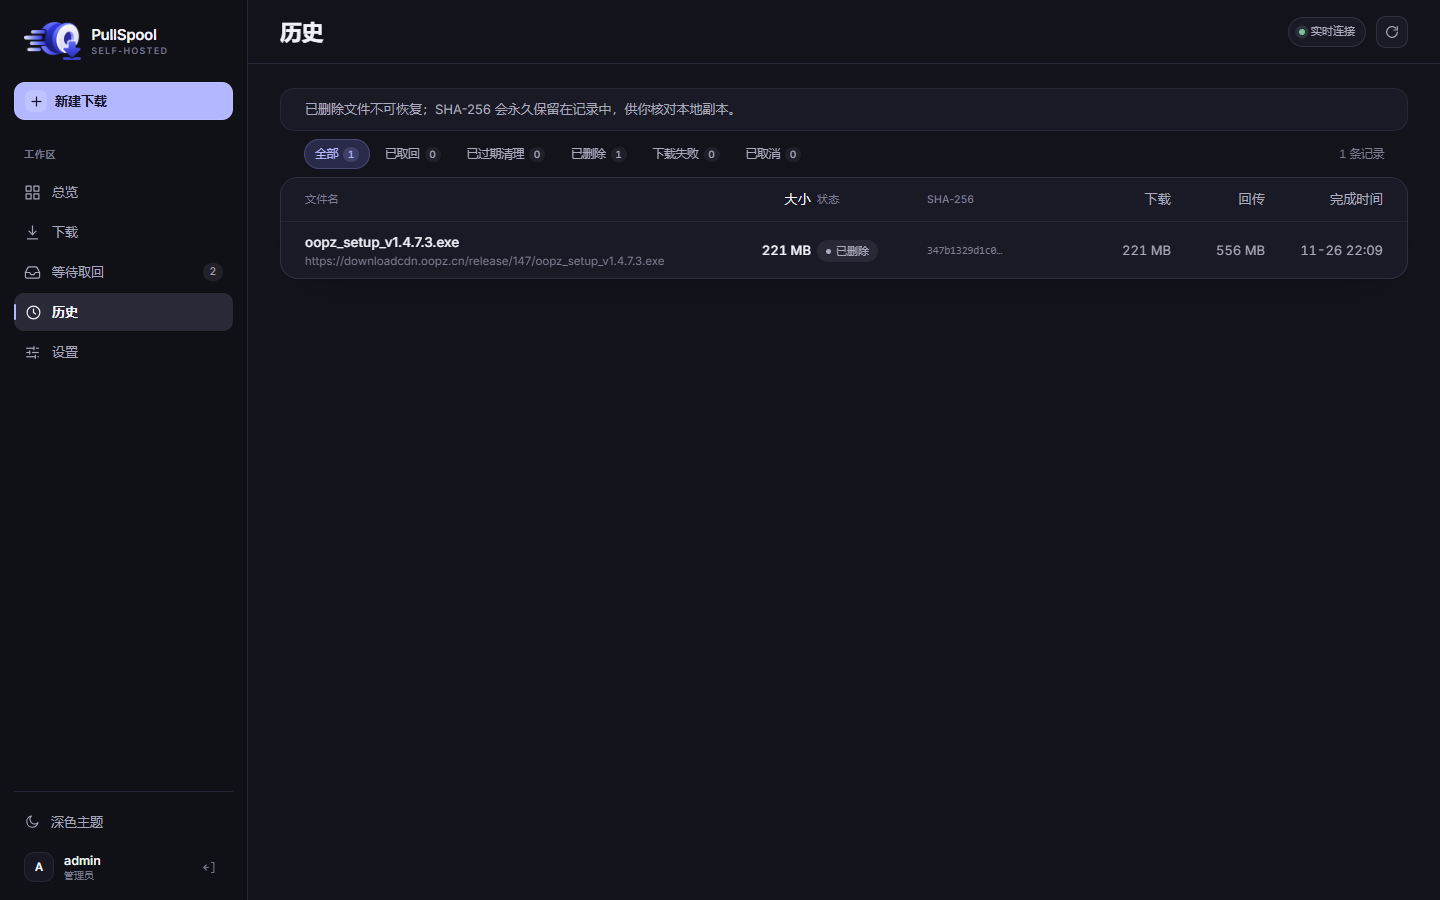 PullSpool
SELF-HOSTED
新建下载
工作区
总览
下载
等待取回 2
历史
设置
深色主题
A admin
管理员
历史
实时连接
已删除文件不可恢复；SHA-256 会永久保留在记录中，供你核对本地副本。
全部 1 已取回 0 已过期清理 0 已删除 1 下载失败 0 已取消 0 1 条记录
文件名 大小 状态 SHA-256 下载 回传 完成时间
oopz_setup_v1.4.7.3.exe
https://downloadcdn.oopz.cn/release/147/oopz_setup_v1.4.7.3.exe
221 MB 已删除 347b1329d1c0… 221 MB 556 MB 11-26 22:09